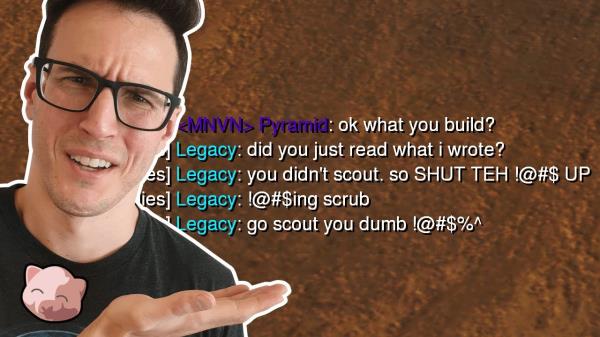 <MNVN> Pyramid: ok what you build?
es] Legacy: did you just read what i wrote?
ies] Legacy: you didn't scout. so SHUT TEH !@#$ UP
ies] Legacy: !@#$ing scrub
] Legacy: go scout you dumb !@#$%^